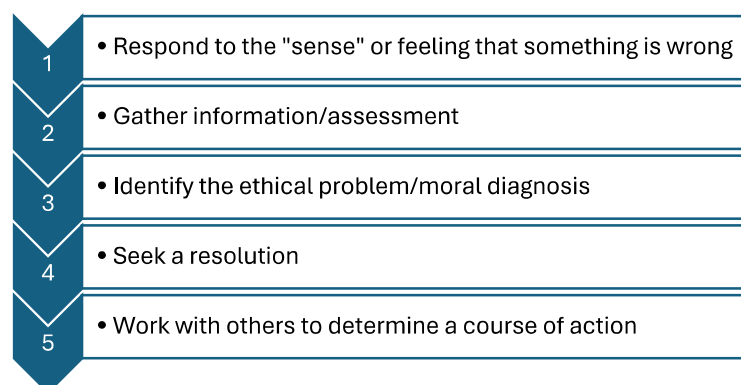 1
• Respond to the "sense" or feeling that something is wrong
2
• Gather information/assessment
3
• Identify the ethical problem/moral diagnosis
4
• Seek a resolution
5
• Work with others to determine a course of action